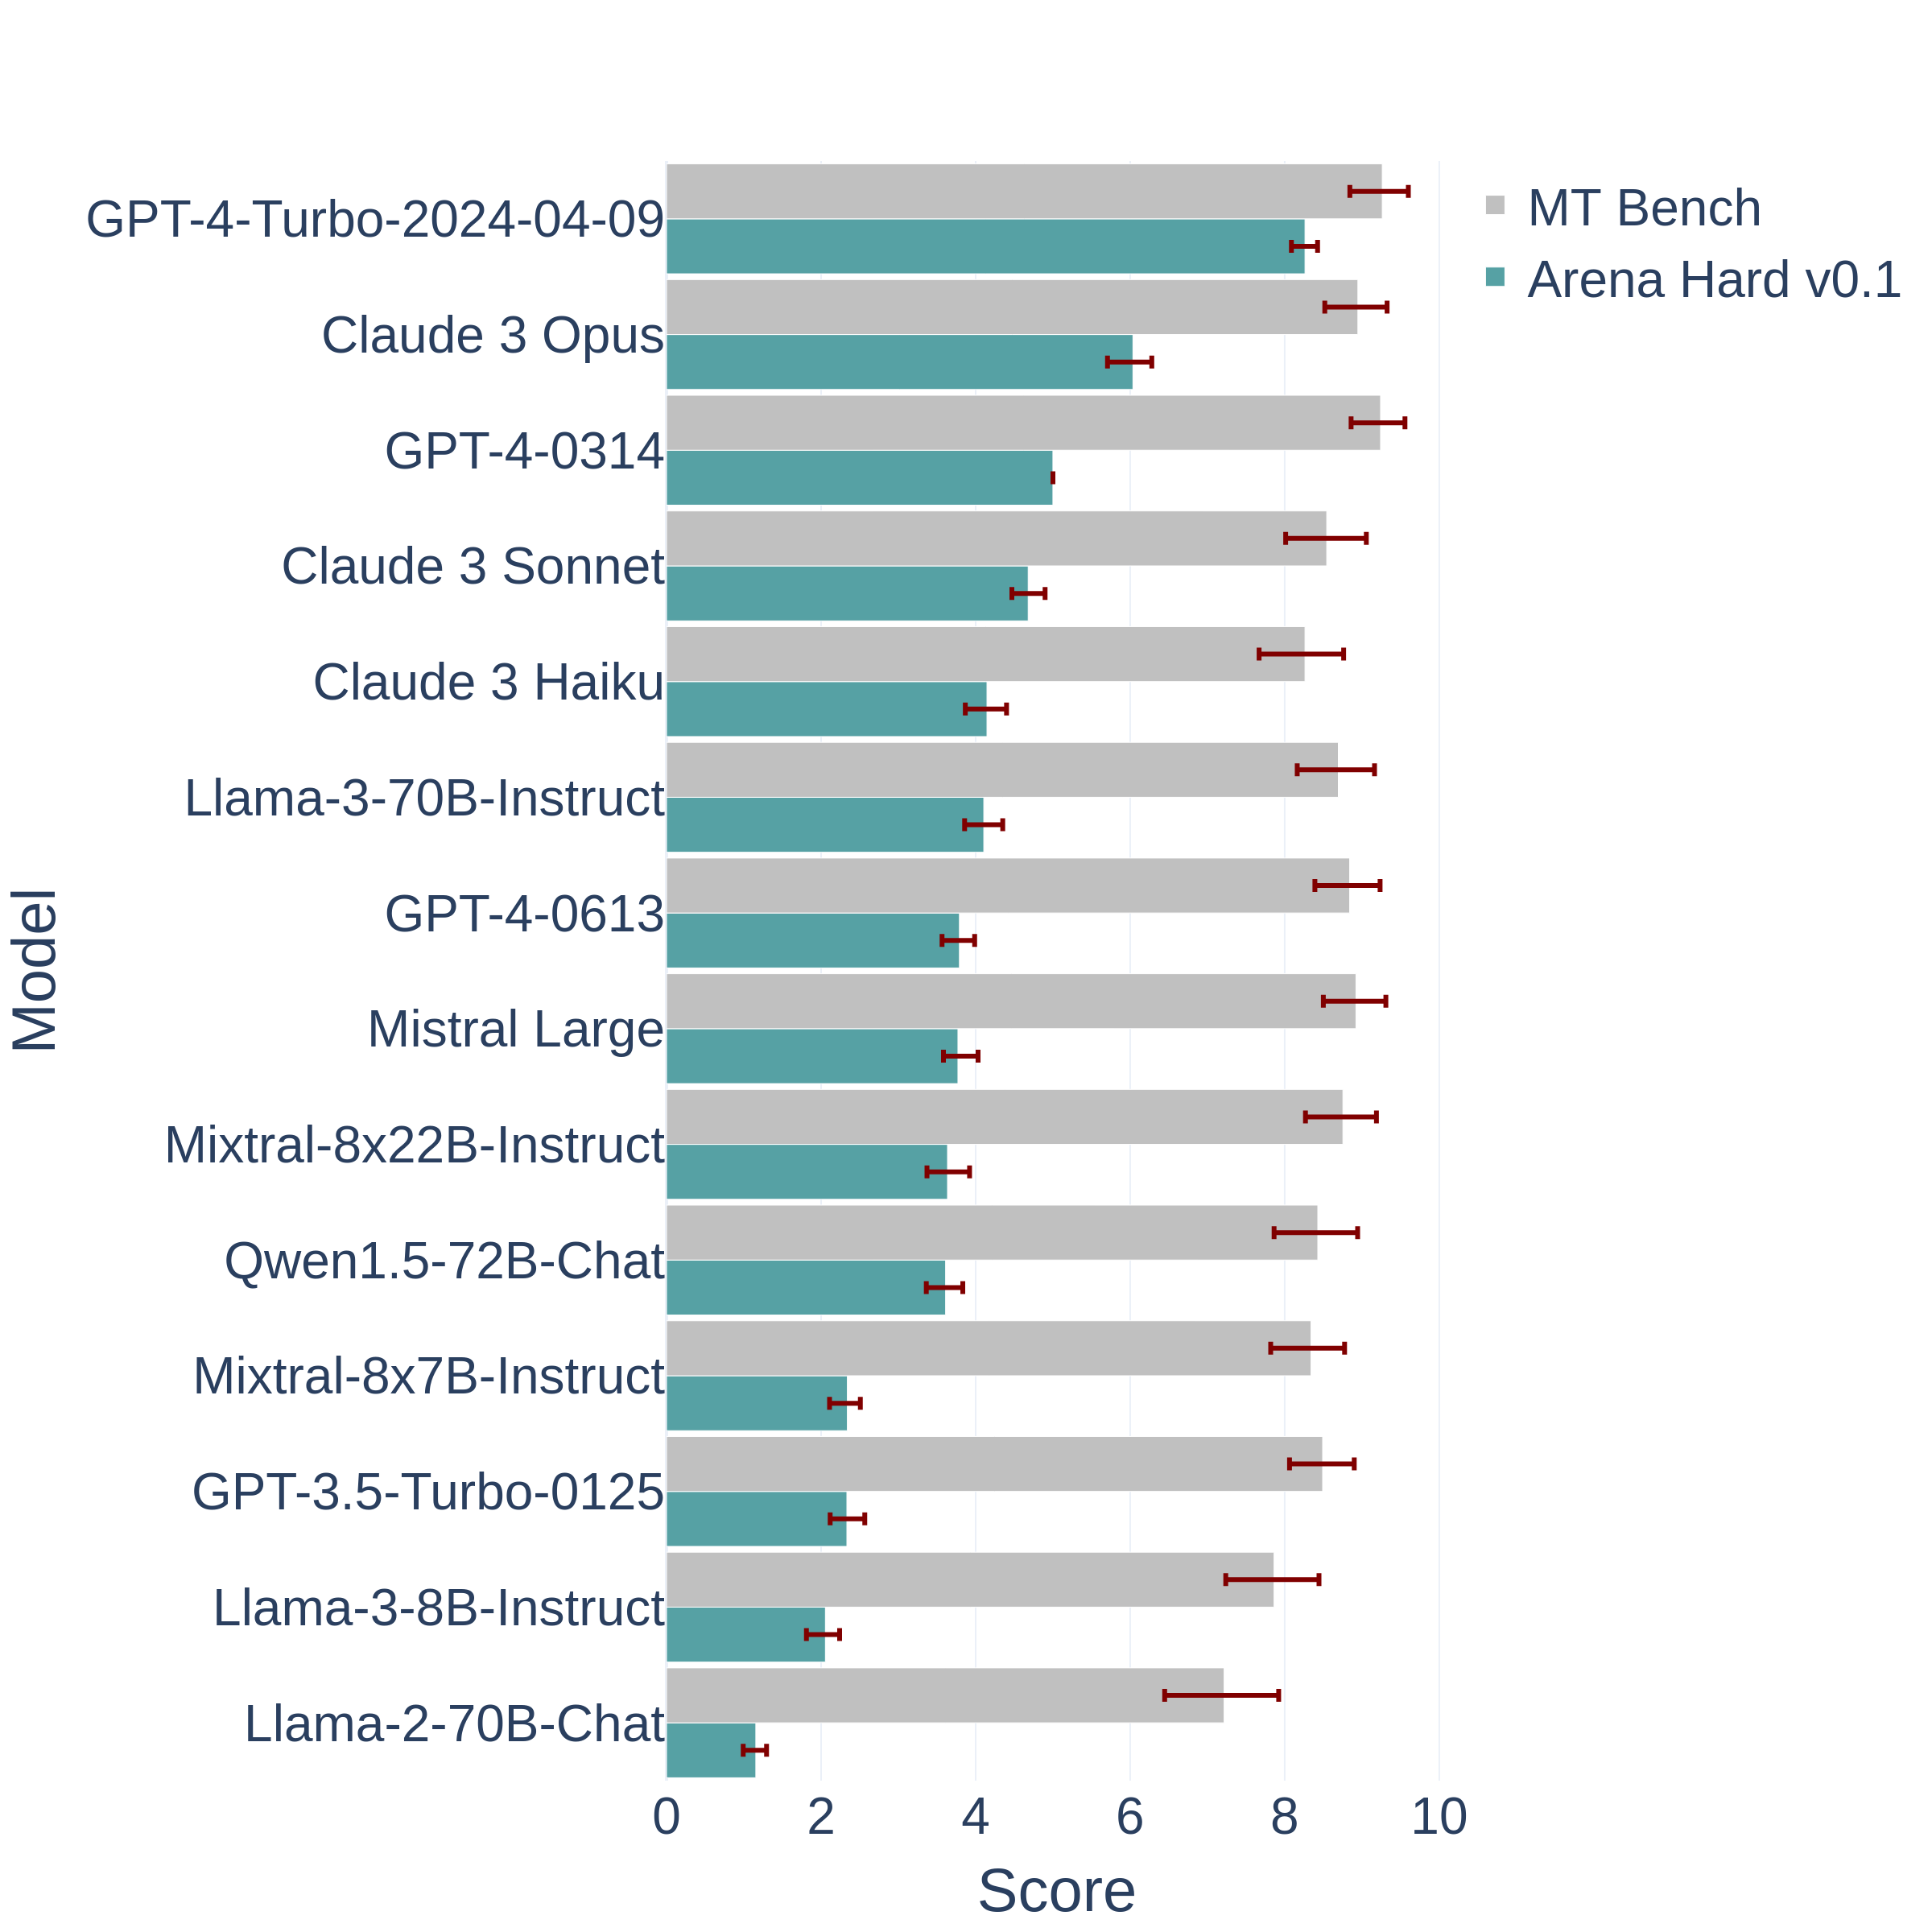 GPT-4-Turbo-2024-04-09
Claude 3 Opus
GPT-4-0314
Claude 3 Sonnet
Claude 3 Haiku
Llama-3-70B-Instruct
GPT-4-0613
Mistral Large
Mixtral-8x22B-Instruct
Qwen1.5-72B-Chat
Mixtral-8x7B-Instruct
GPT-3.5-Turbo-0125
Llama-3-8B-Instruct
Llama-2-70B-Chat
Model
0 2 4 6 8 10
Score
MT Bench
Arena Hard v0.1